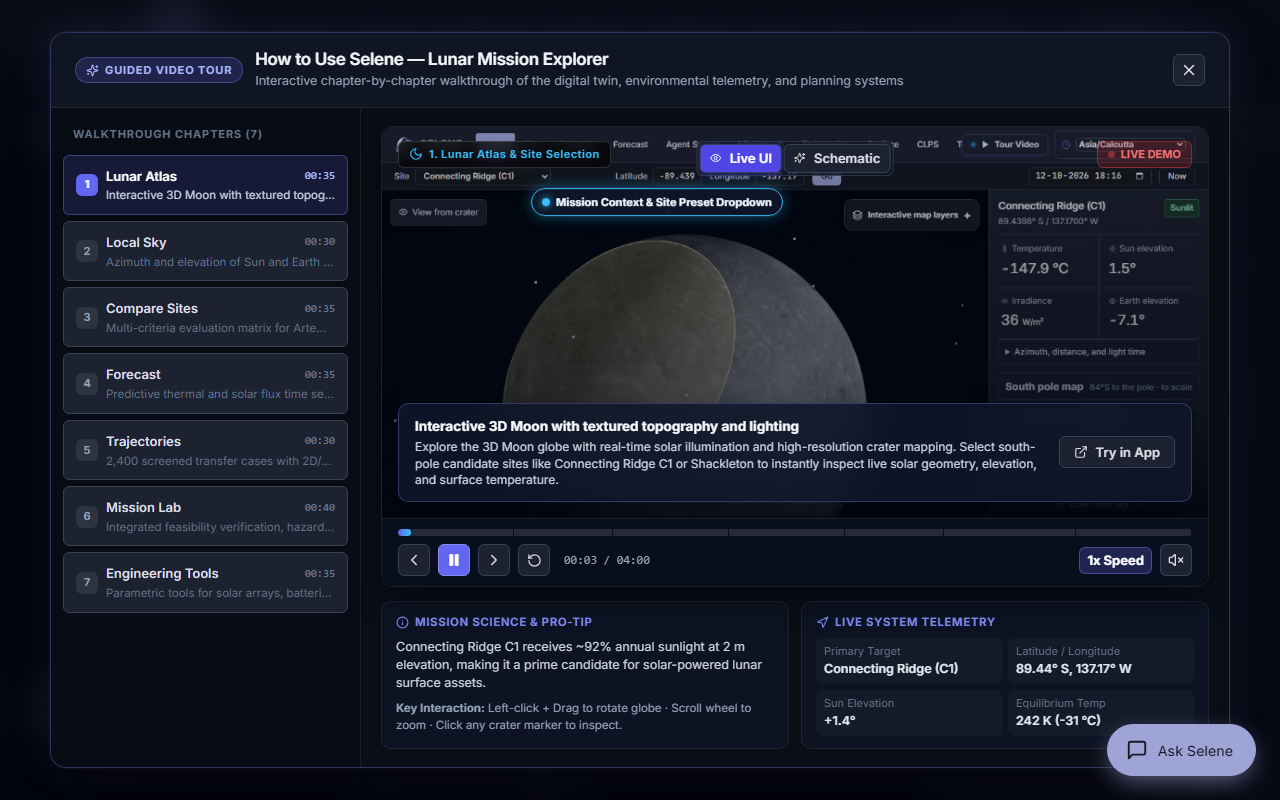 GUIDED VIDEO TOUR
How to Use Selene — Lunar Mission Explorer
Interactive chapter-by-chapter walkthrough of the digital twin, environmental telemetry, and planning systems
WALKTHROUGH CHAPTERS (7)
1
Lunar Atlas 00:35
Interactive 3D Moon with textured topog...
2
Local Sky 00:30
Azimuth and elevation of Sun and Earth ...
3
Compare Sites 00:35
Multi-criteria evaluation matrix for Arte...
4
Forecast 00:35
Predictive thermal and solar flux time se...
5
Trajectories 00:30
2,400 screened transfer cases with 2D/...
6
Mission Lab 00:40
Integrated feasibility verification, hazard...
7
Engineering Tools 00:35
Parametric tools for solar arrays, batteri...
1. Lunar Atlas & Site Selection
Forecast
CLPS
Tour Video
Asia/Calcutta
LIVE DEMO
Live UI
Schematic
Site Connecting Ridge (C1) Latitude -89.439 Longitude -137.17
12-10-2026 18:16 Now
Mission Context & Site Preset Dropdown
View from crater
Interactive map layers +
Connecting Ridge (C1) Sunlit
89.4398° S / 137.1700° W
Temperature
-147.9 °C
Sun elevation
1.5°
Irradiance
36 W/m²
Earth elevation
-7.1°
Azimuth, distance, and light time
South pole map 84°S to the pole · to scale
Interactive 3D Moon with textured topography and lighting
Explore the 3D Moon globe with real-time solar illumination and high-resolution crater mapping. Select south-
pole candidate sites like Connecting Ridge C1 or Shackleton to instantly inspect live solar geometry, elevation,
and surface temperature.
Try in App
00:03 / 04:00
1x Speed
MISSION SCIENCE & PRO-TIP
Connecting Ridge C1 receives ~92% annual sunlight at 2 m
elevation, making it a prime candidate for solar-powered lunar
surface assets.
Key Interaction: Left-click + Drag to rotate globe · Scroll wheel to
zoom · Click any crater marker to inspect.
LIVE SYSTEM TELEMETRY
Primary Target
Connecting Ridge (C1)
Latitude / Longitude
89.44° S, 137.17° W
Sun Elevation
+1.4°
Equilibrium Temp
242 K (-31 °C)
Ask Selene